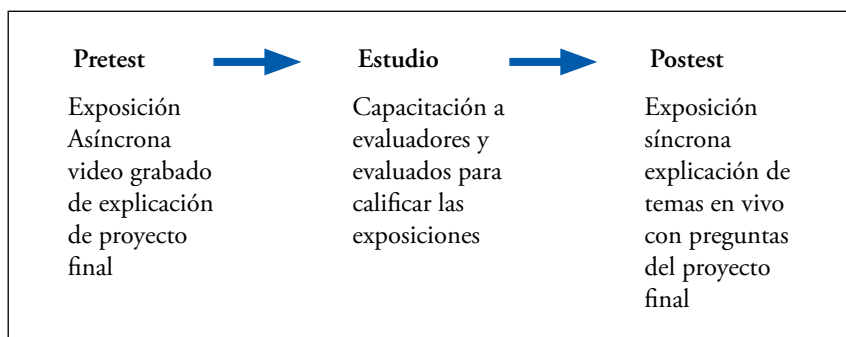 Pretest
Exposición
Asíncrona
video grabado
de explicación
de proyecto
final
Estudio
Capacitación a
evaluadores y
evaluados para
calificar las
exposiciones
Postest
Exposición
síncrona
explicación de
temas en vivo
con preguntas
del proyecto
final